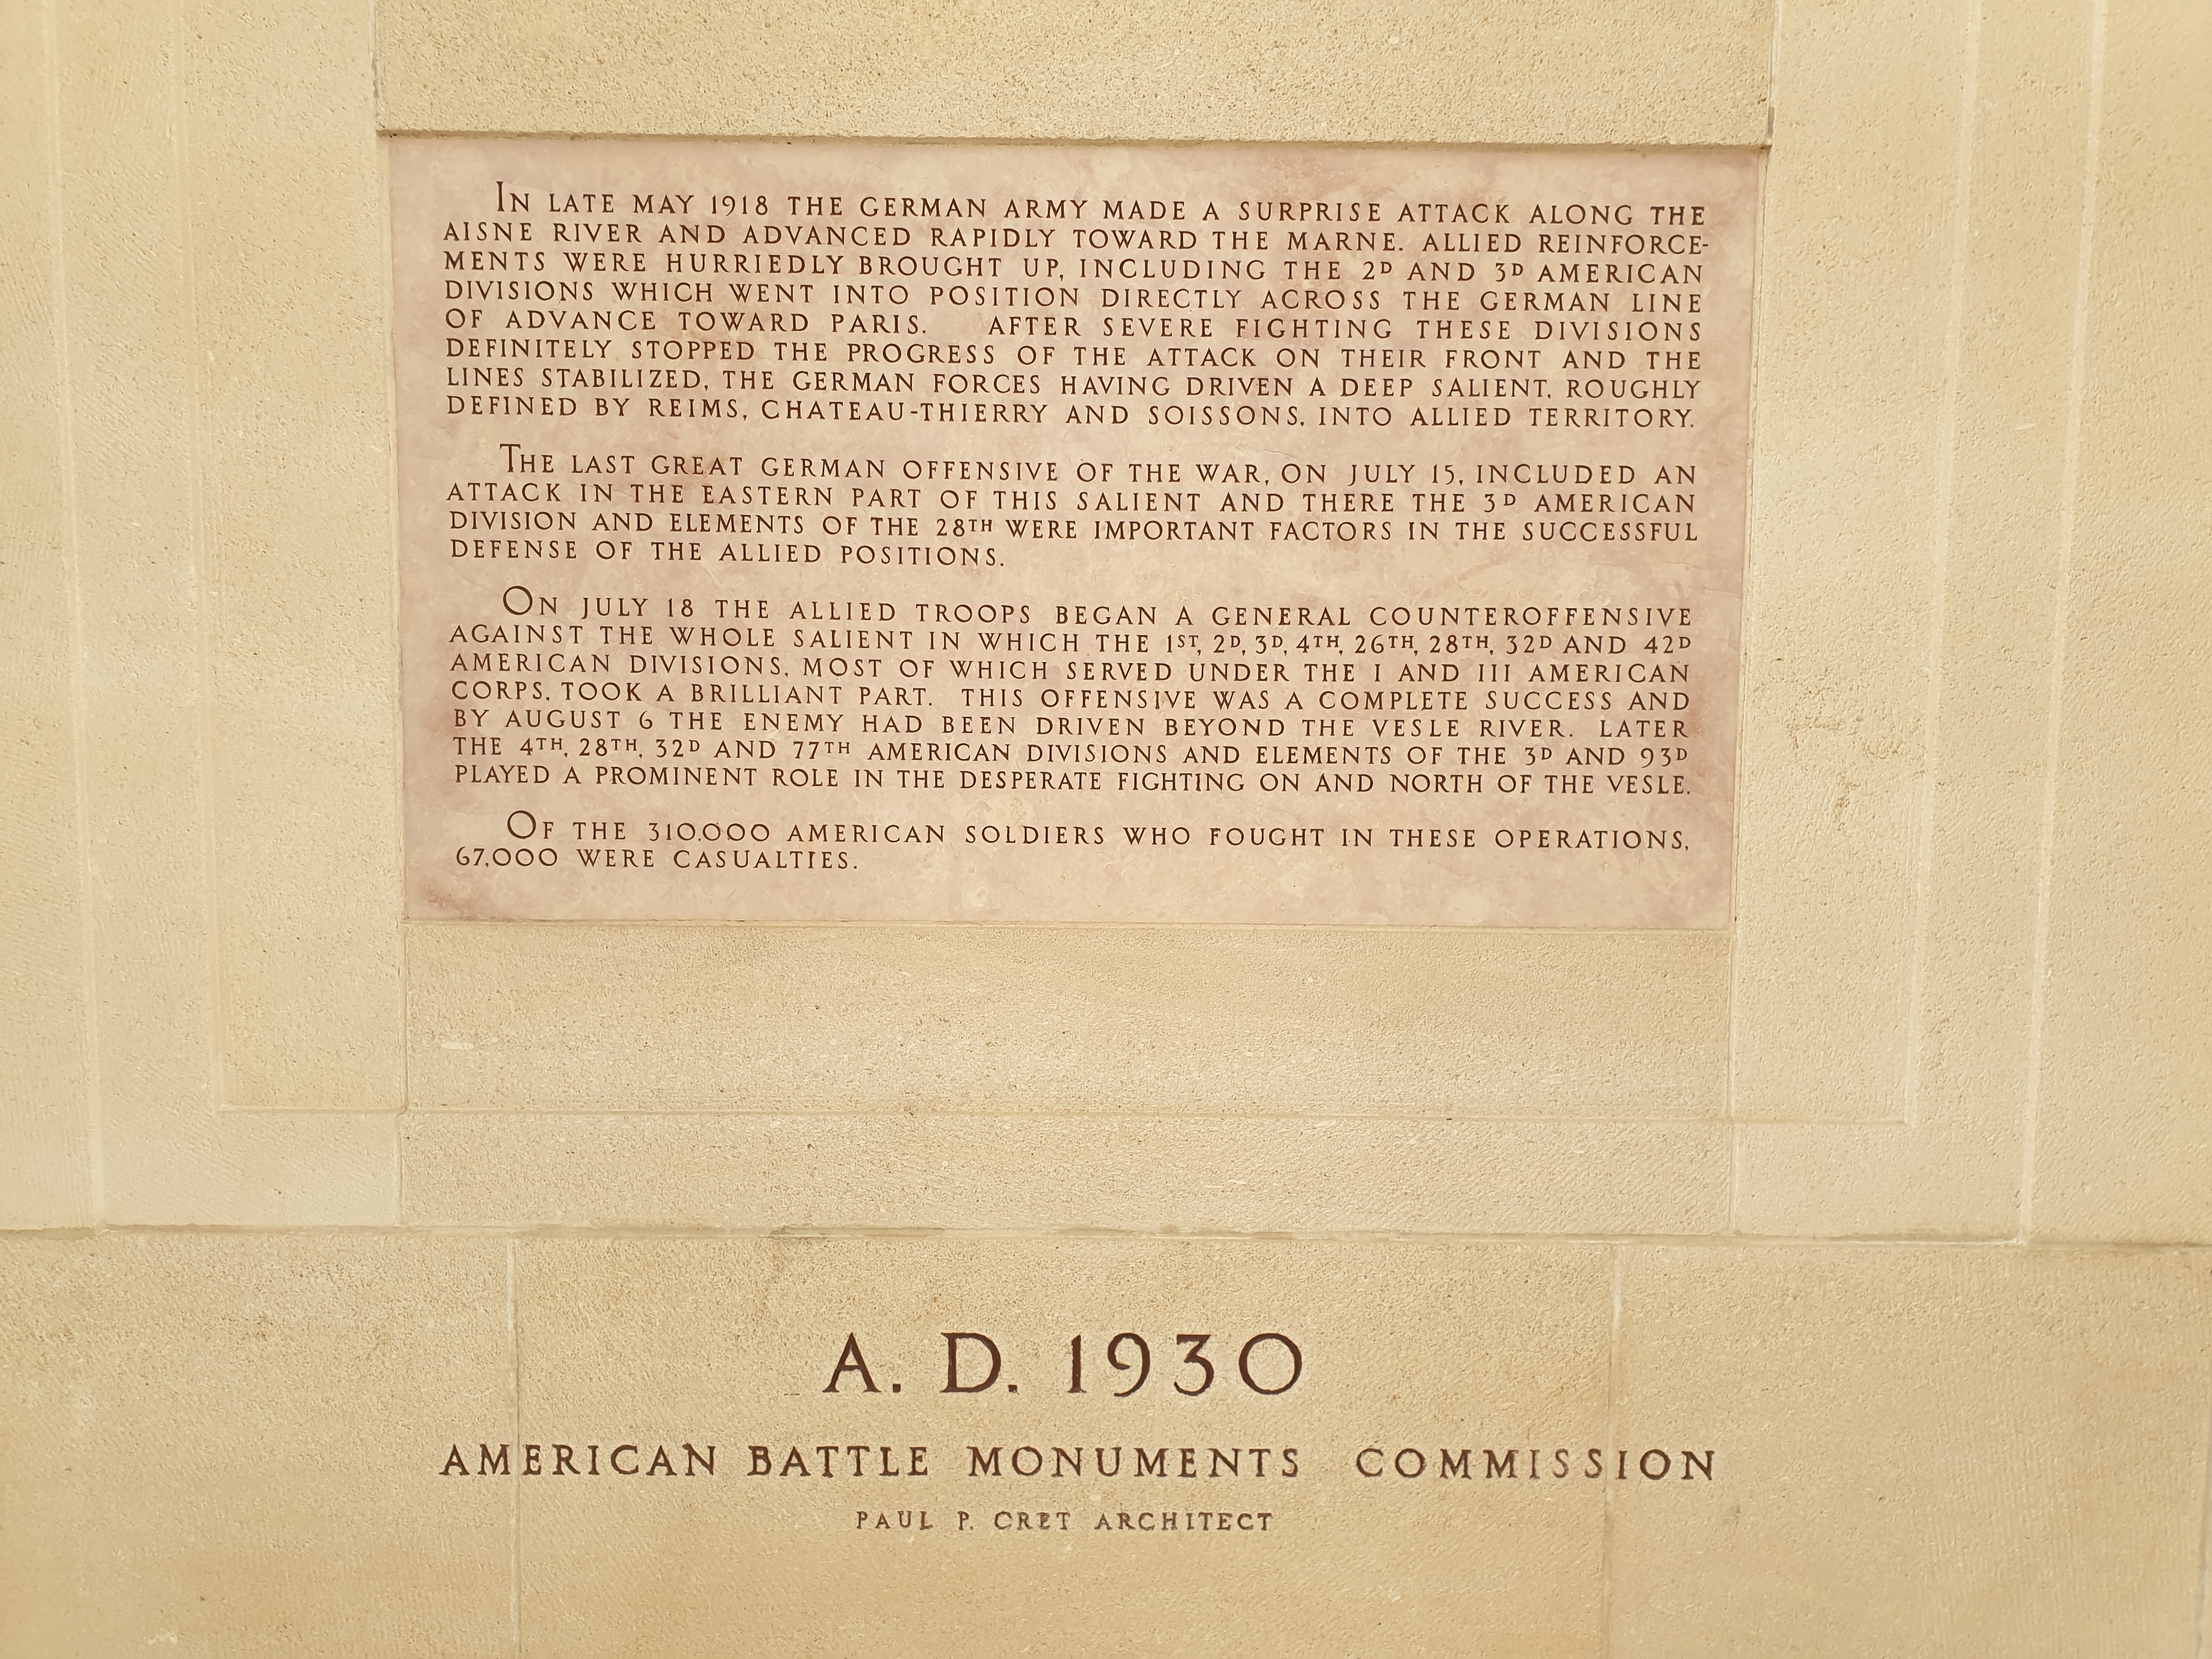 IN LATE MAY 1918 THE GERMAN ARMY MADE A SURPRISE ATTACK ALONG THE
AISNE RIVER AND ADVANCED RAPIDLY TOWARD THE MARNE. ALLIED REINFORCE-
MENTS WERE HURRIEDLY BROUGHT UP, INCLUDING THE 2D AND 3D AMERICAN
DIVISIONS WHICH WENT INTO POSITION DIRECTLY ACROSS THE GERMAN LINE
OF ADVANCE TOWARD PARIS. AFTER SEVERE FIGHTING THESE DIVISIONS
DEFINITELY STOPPED THE PROGRESS OF THE ATTACK ON THEIR FRONT AND THE
LINES STABILIZED, THE GERMAN FORCES HAVING DRIVEN A DEEP SALIENT, ROUGHLY
DEFINED BY REIMS, CHATEAU-THIERRY AND SOISSONS, INTO ALLIED TERRITORY.
THE LAST GREAT GERMAN OFFENSIVE OF THE WAR, ON JULY 15, INCLUDED AN
ATTACK IN THE EASTERN PART OF THIS SALIENT AND THERE THE 3D AMERICAN
DIVISION AND ELEMENTS OF THE 28TH WERE IMPORTANT FACTORS IN THE SUCCESSFUL
DEFENSE OF THE ALLIED POSITIONS.
ON JULY 18 THE ALLIED TROOPS BEGAN A GENERAL COUNTEROFFENSIVE
AGAINST THE WHOLE SALIENT IN WHICH THE 1ST, 2D, 3D, 4TH, 26TH, 28TH, 32D AND 42D
AMERICAN DIVISIONS, MOST OF WHICH SERVED UNDER THE I AND III AMERICAN
CORPS, TOOK A BRILLIANT PART. THIS OFFENSIVE WAS A COMPLETE SUCCESS AND
BY AUGUST 6 THE ENEMY HAD BEEN DRIVEN BEYOND THE VESLE RIVER. LATER
THE 4TH, 28TH, 32D AND 77TH AMERICAN DIVISIONS AND ELEMENTS OF THE 3D AND 93D
PLAYED A PROMINENT ROLE IN THE DESPERATE FIGHTING ON AND NORTH OF THE VESLE.
OF THE 310,000 AMERICAN SOLDIERS WHO FOUGHT IN THESE OPERATIONS,
67,000 WERE CASUALTIES.
A. D. 1930
AMERICAN BATTLE MONUMENTS COMMISSION
PAUL P. CRET ARCHITECT